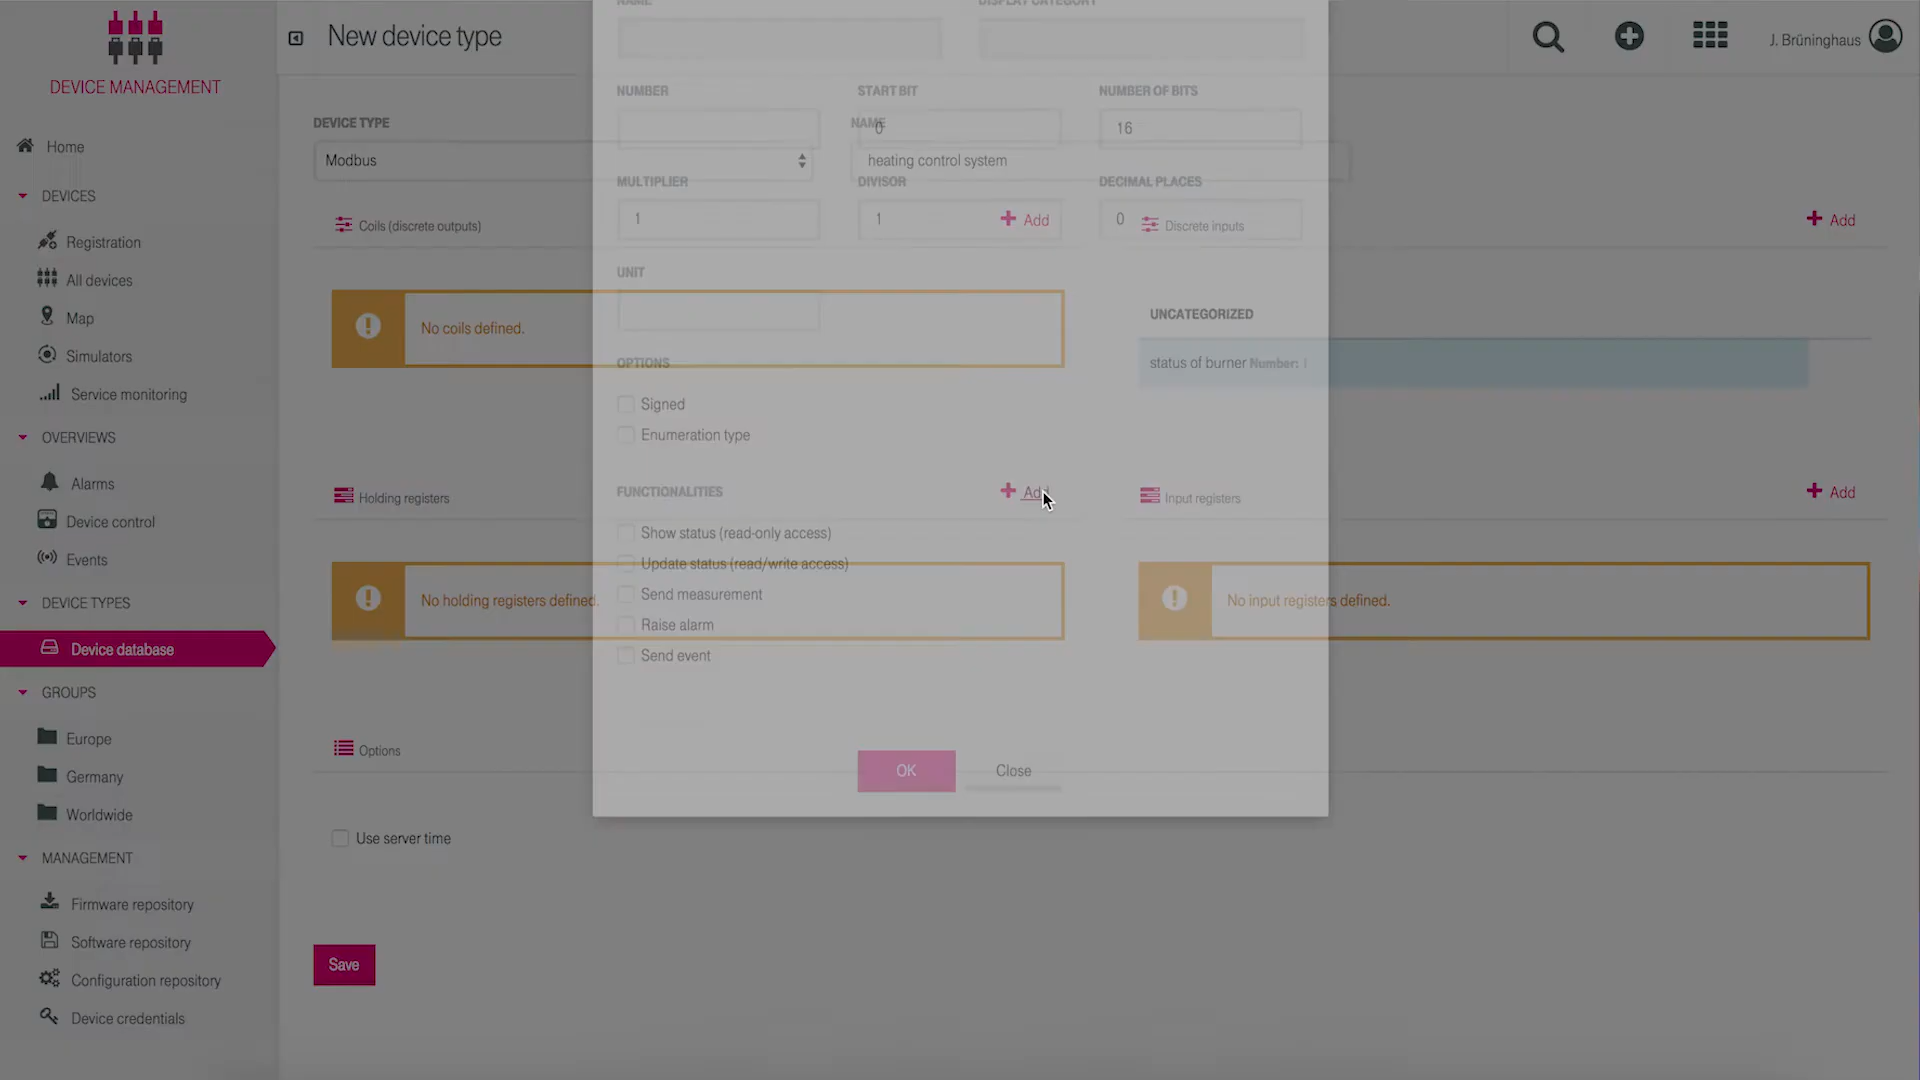 DEVICE MANAGEMENT
New device type
J. Brüninghaus
NAME
DISPLAY CATEGORY
NUMBER
START BIT
NUMBER OF BITS
0
16
MULTIPLIER
DIVISOR
DECIMAL PLACES
1
1
0
UNIT
OPTIONS
Signed
Enumeration type
FUNCTIONALITIES
Show status (read-only access)
Update status (read/write access)
Send measurement
Raise alarm
Send event
OK
Close
DEVICE TYPE
NAME
Modbus
heating control system
Coils (discrete outputs)
Add
Discrete inputs
Add
No coils defined.
UNCATEGORIZED
status of burner Number:
Holding registers
Add
Input registers
Add
No holding registers defined.
No input registers defined.
Options
Use server time
Save
Home
DEVICES
Registration
All devices
Map
Simulators
Service monitoring
OVERVIEWS
Alarms
Device control
Events
DEVICE TYPES
Device database
GROUPS
Europe
Germany
Worldwide
MANAGEMENT
Firmware repository
Software repository
Configuration repository
Device credentials